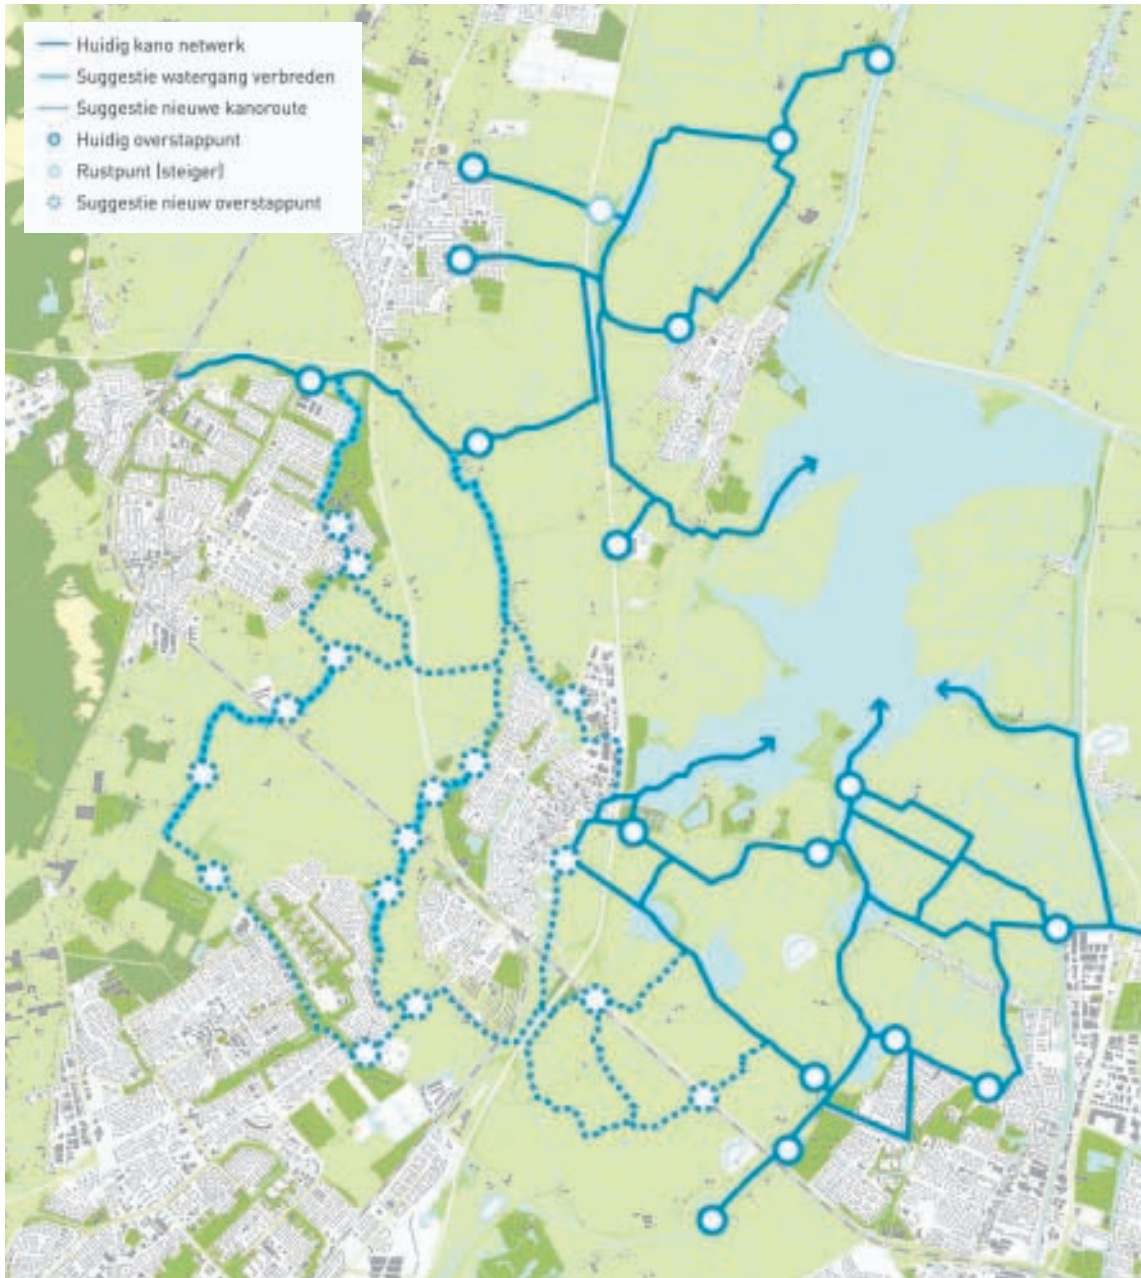 Huidig kano netwerk
Suggestie watergang verbreden
Suggestie nieuwe kanoroute
Huidig overstappunt
Rustpunt (steiger)
Suggestie nieuw overstappunt